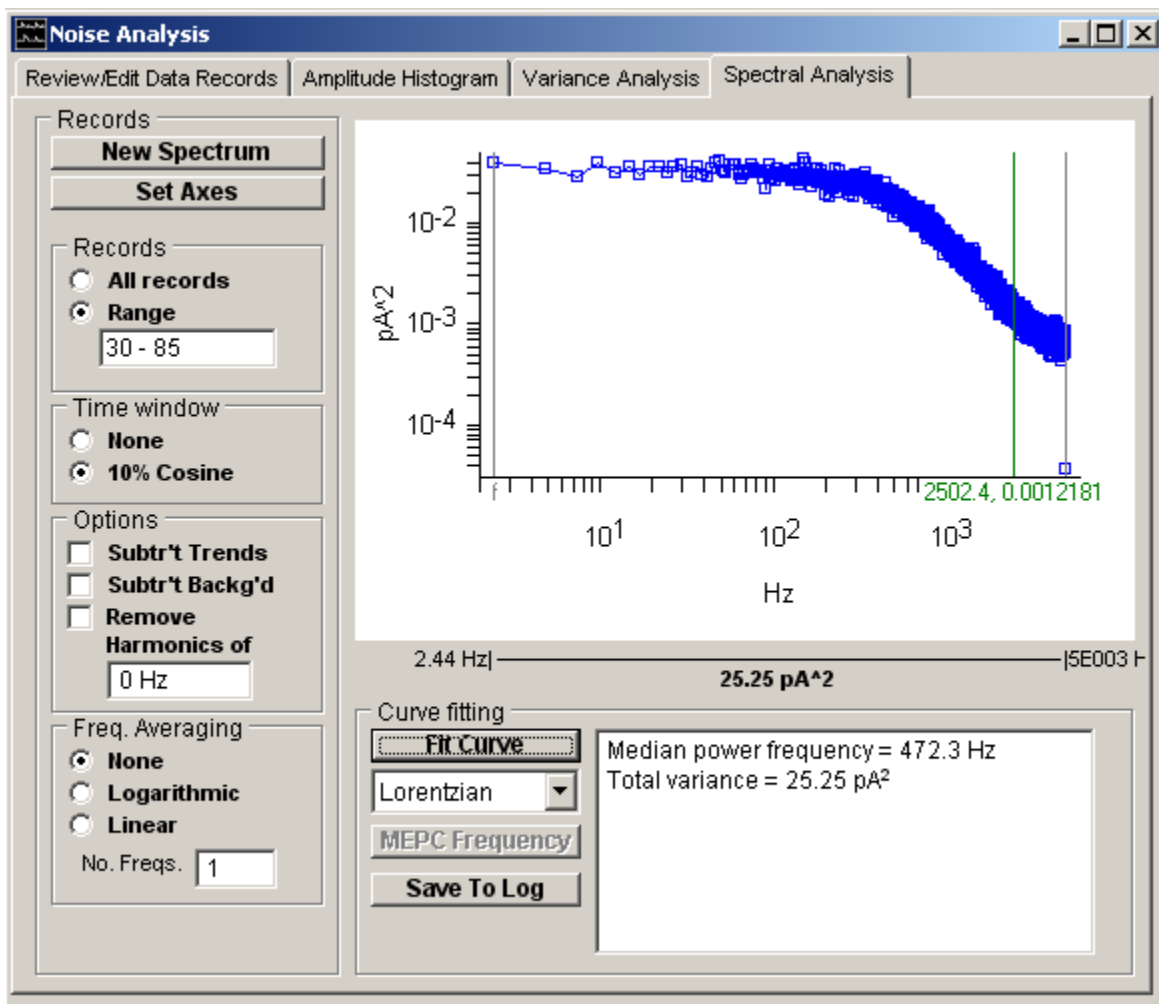 Noise Analysis
Review/Edit Data Records Amplitude Histogram Variance Analysis Spectral Analysis
Records
New Spectrum
Set Axes
Records
All records
Range
30 - 85
Time window
None
10% Cosine
Options
Subtr't Trends
Subtr't Backg'd
Remove
Harmonics of
0 Hz
Freq. Averaging
None
Logarithmic
Linear
No. Freqs. 1
pA^2
10-2
10-3
10-4
f
2502.4, 0.0012181
10¹ 10² 10³
Hz
2.44 Hz| |5E003 H
25.25 pA^2
Curve fitting
Fit Curve
Lorentzian
MEPC Frequency
Save To Log
Median power frequency = 472.3 Hz
Total variance = 25.25 pA²